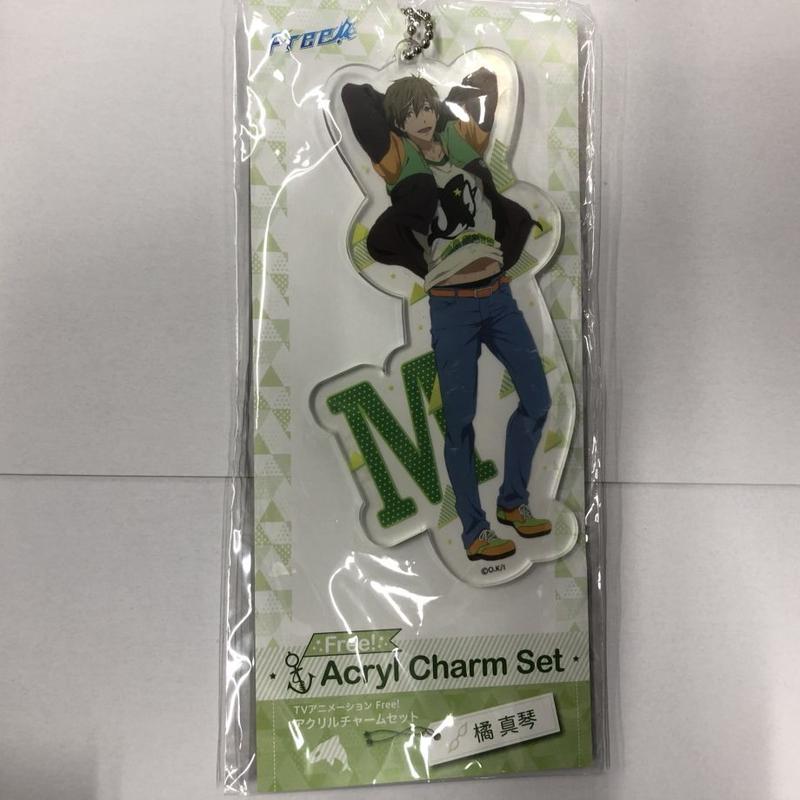 Free!
M
©O.K/I
Free!
Acryl Charm Set
TVアニメーション Free!
アクリルチャームセット
橘 真琴